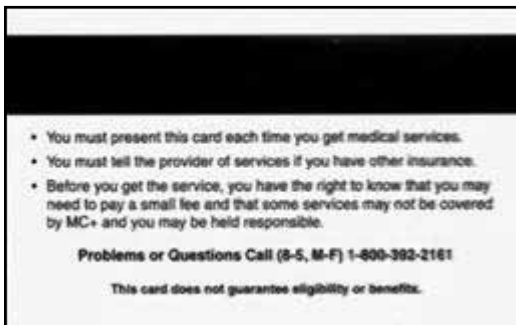 • You must present this card each time you get medical services.
• You must tell the provider of services if you have other insurance.
• Before you get the service, you have the right to know that you may
need to pay a small fee and that some services may not be covered
by MC+ and you may be held responsible.
Problems or Questions Call (8-5, M-F) 1-800-392-2161
This card does not guarantee eligibility or benefits.